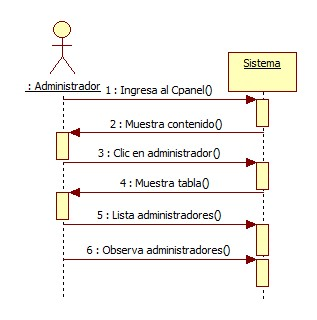 Sistema
: Administrador
1 : Ingresa al Cpanel()
2 : Muestra contenido()
3 : Clic en administrador()
4 : Muestra tabla()
5 : Lista administradores()
6 : Observa administradores()